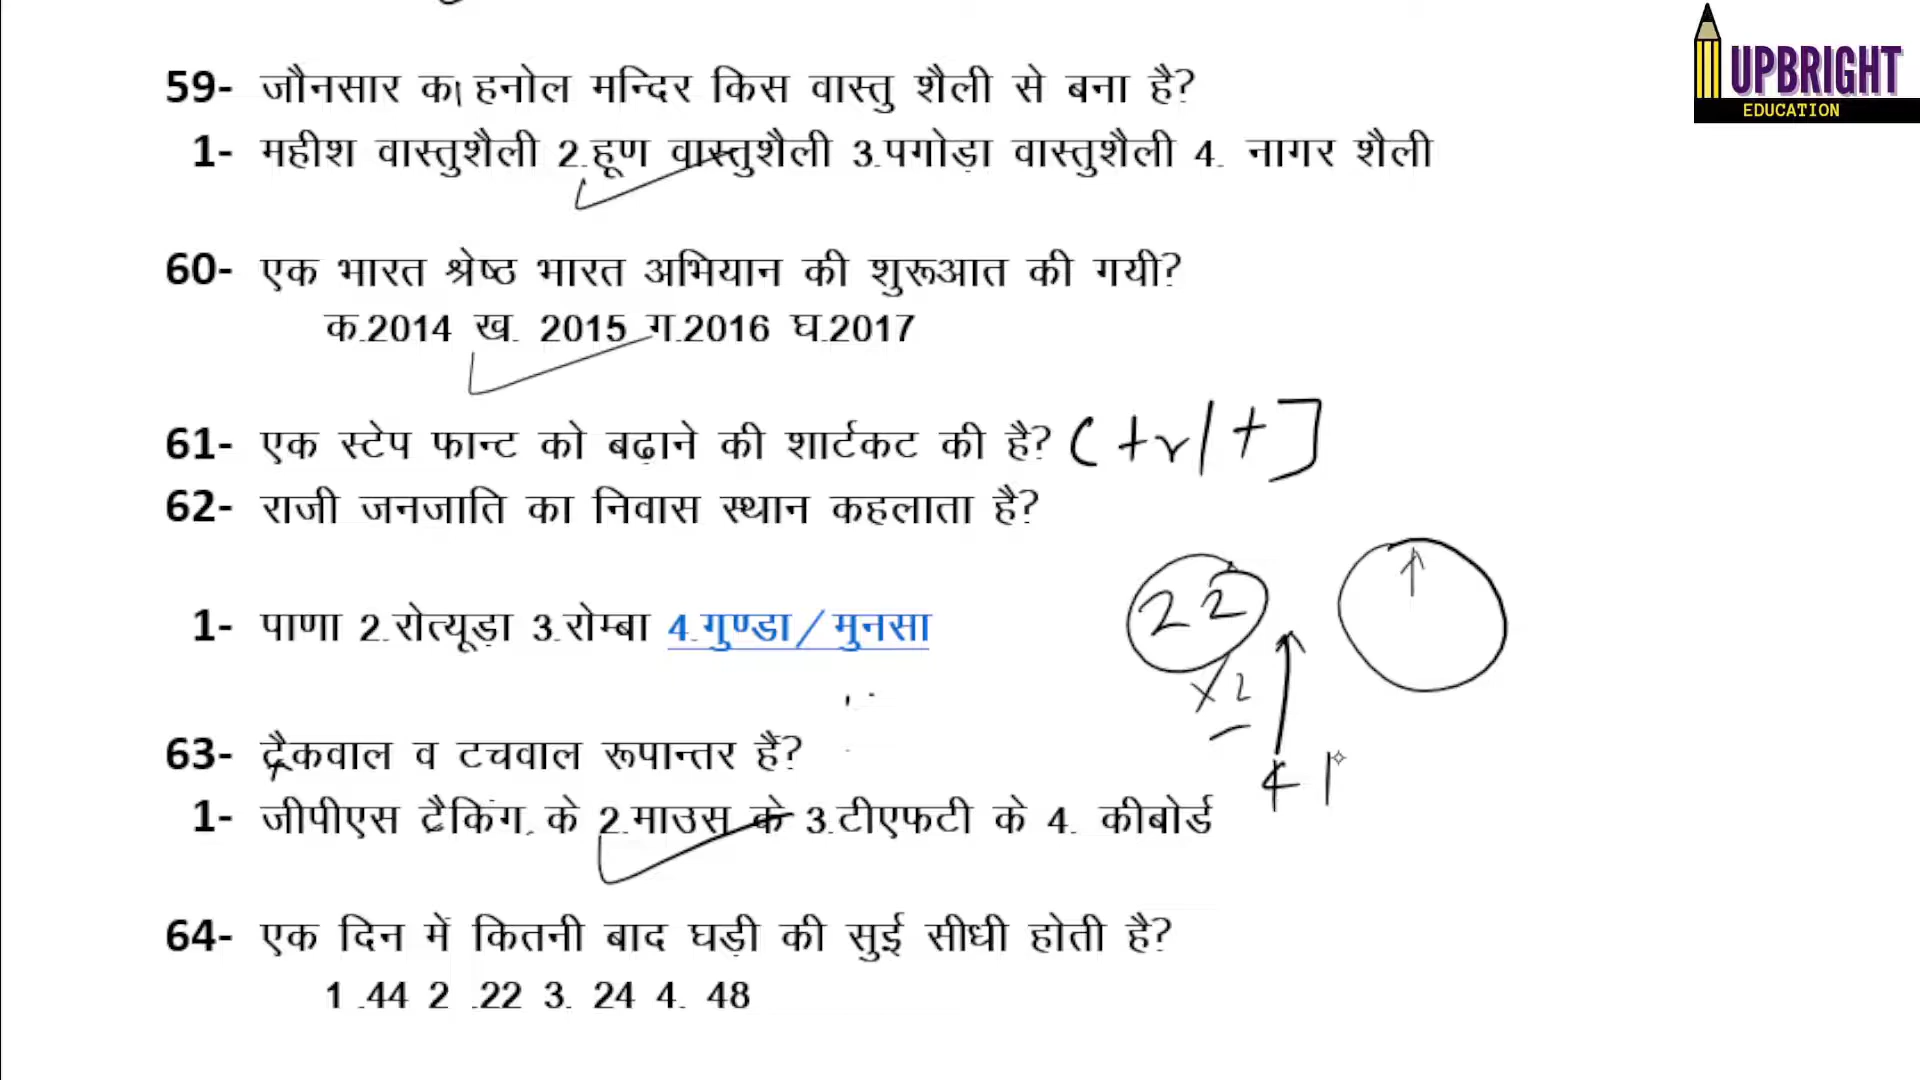 UPBRIGHT
EDUCATION
59- जौनसार का हनोल मन्दिर किस वास्तु शैली से बना है?
1- महीश वास्तुशैली 2.हूण वास्तुशैली 3.पगोड़ा वास्तुशैली 4. नागर शैली
60- एक भारत श्रेष्ठ भारत अभियान की शुरूआत की गयी?
क.2014 ख. 2015 ग.2016 घ.2017
61- एक स्टेप फान्ट को बढ़ाने की शार्टकट की है? Ctrl+]
62- राजी जनजाति का निवास स्थान कहलाता है?
1- पाणा 2.रोत्यूड़ा 3.रोम्बा 4.गुण्डा/मुनसा
22
x2
63- ट्रैकवाल व टचवाल रूपान्तर हैं?
1- जीपीएस ट्रैकिंग के 2.माउस के 3.टीएफटी के 4. कीबोर्ड
64- एक दिन में कितनी बाद घड़ी की सुई सीधी होती है?
1 .44 2 .22 3. 24 4. 48